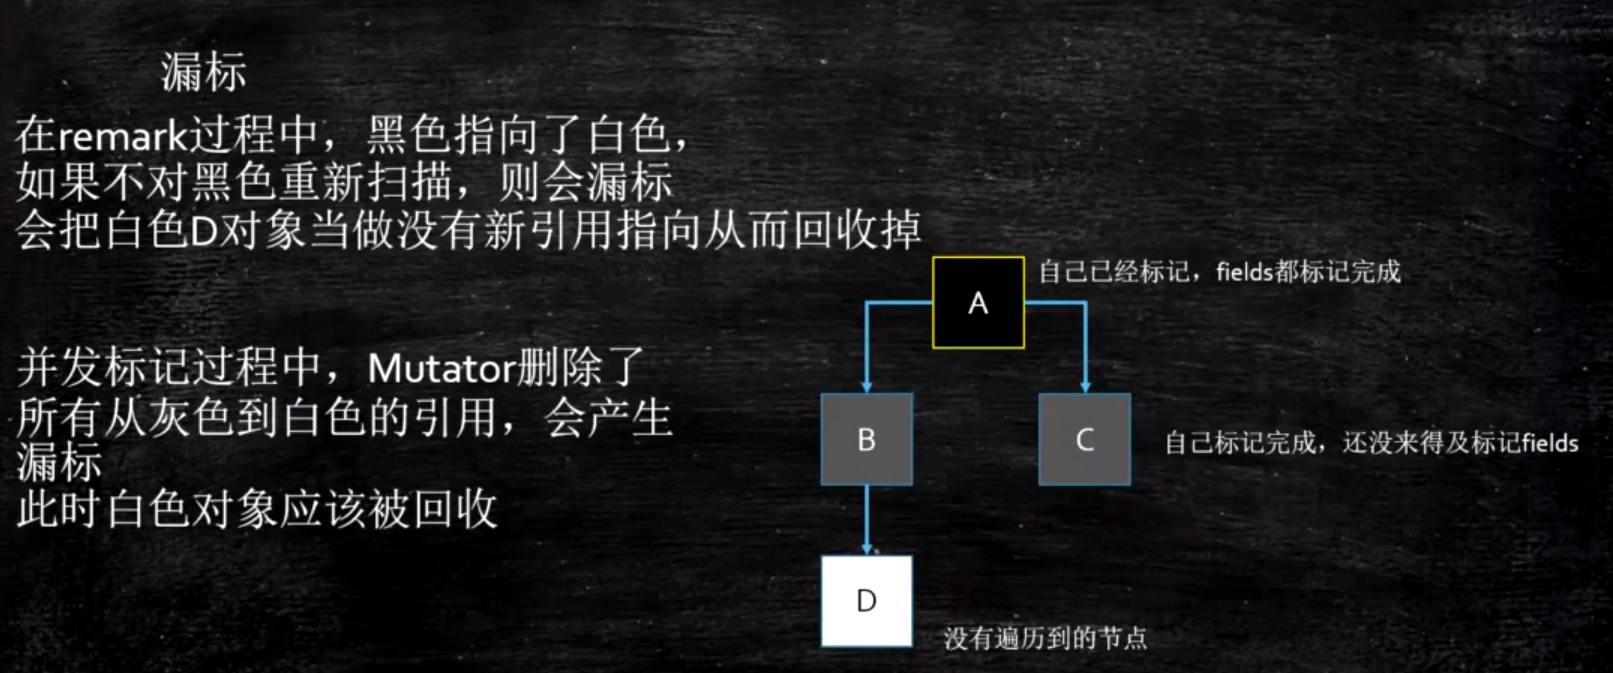 漏标
在remark过程中，黑色指向了白色，
如果不对黑色重新扫描，则会漏标
会把白色D对象当做没有新引用指向从而回收掉
自己已经标记，fields都标记完成
A
并发标记过程中，Mutator删除了
所有从灰色到白色的引用，会产生
漏标
此时白色对象应该被回收
B
C
自己标记完成，还没来得及标记fields
D
没有遍历到的节点